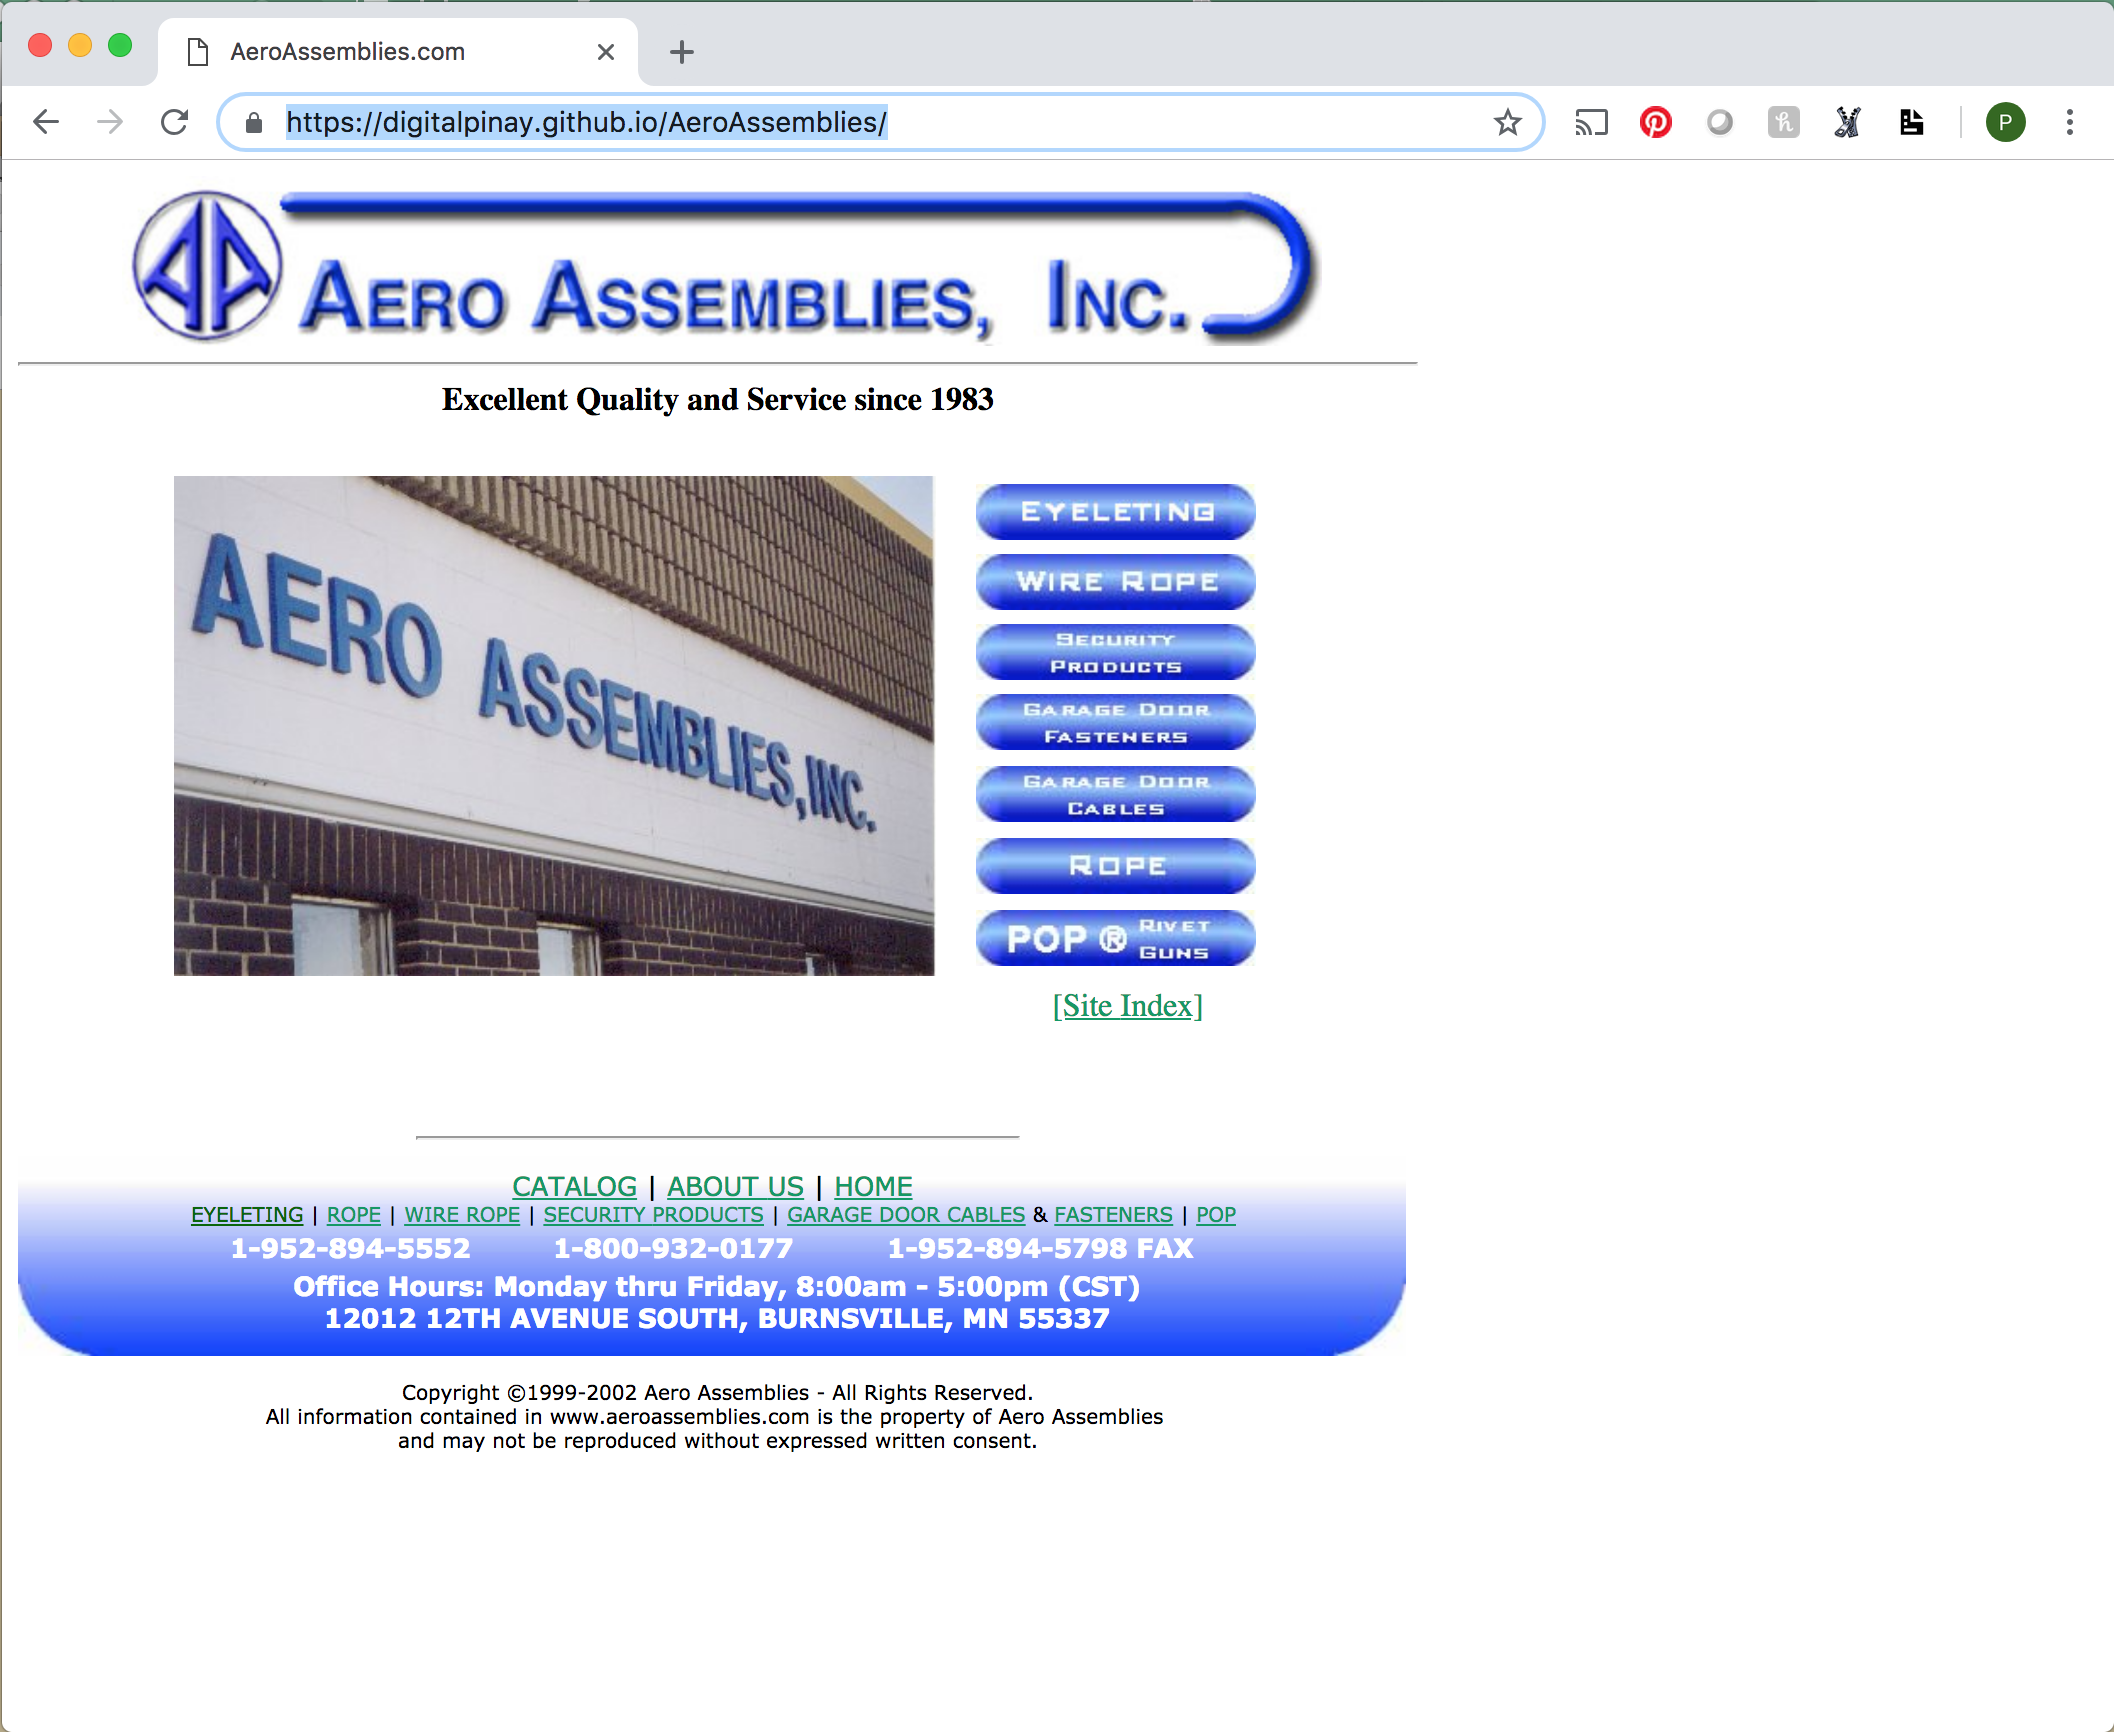 AeroAssemblies.com
https://digitalpinay.github.io/AeroAssemblies/
P
AERO ASSEMBLIES, INC.
Excellent Quality and Service since 1983
AERO ASSEMBLIES, INC.
EYELETING
WIRE ROPE
SECURITY
PRODUCTS
GARAGE DOOR
FASTENERS
GARAGE DOOR
CABLES
ROPE
POP ® RIVET
GUNS
[Site Index]
CATALOG | ABOUT US | HOME
EYELETING | ROPE | WIRE ROPE | SECURITY PRODUCTS | GARAGE DOOR CABLES & FASTENERS | POP
1-952-894-5552 1-800-932-0177 1-952-894-5798 FAX
Office Hours: Monday thru Friday, 8:00am - 5:00pm (CST)
12012 12TH AVENUE SOUTH, BURNSVILLE, MN 55337
Copyright ©1999-2002 Aero Assemblies - All Rights Reserved.
All information contained in www.aeroassemblies.com is the property of Aero Assemblies
and may not be reproduced without expressed written consent.